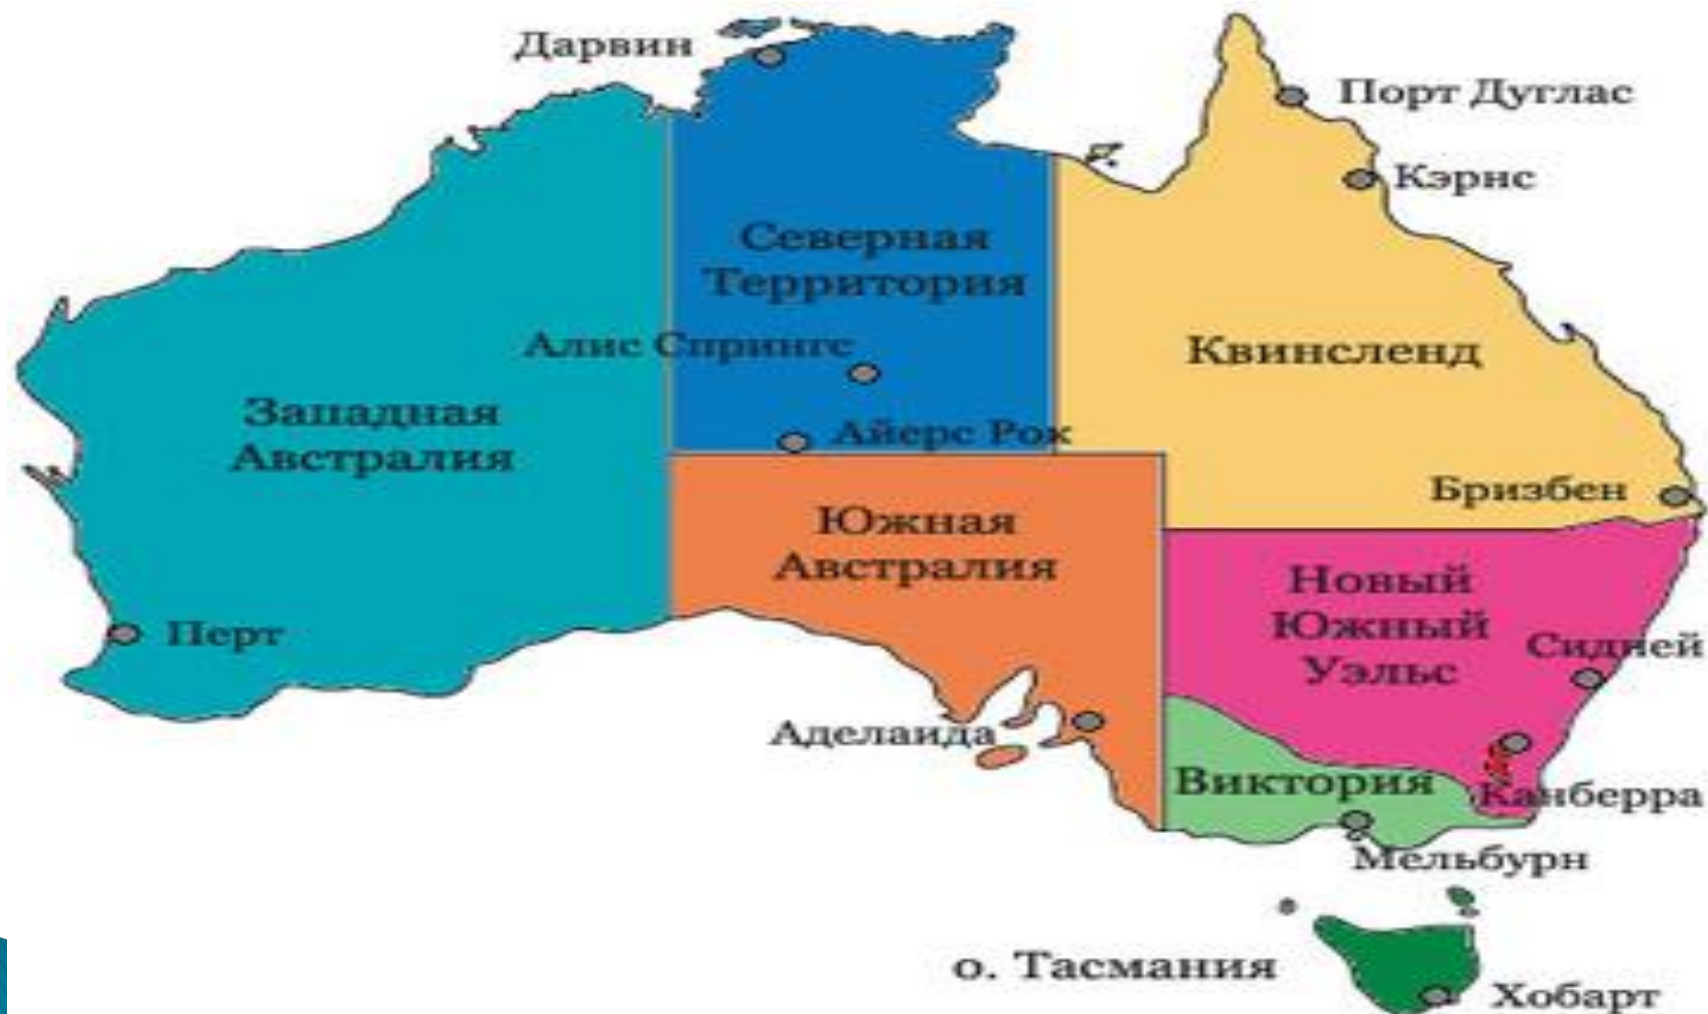 Дарвин
Порт Дуглас
Кэрнс
Северная
Территория
Алис Спрингс
Квинсленд
Западная
Австралия
Айерс Рок
Бризбен
Южная
Австралия
Новый
Южный
Уэльс
Перт
Сидней
Аделаида
Виктория
Канберра
Мельбурн
о. Тасмания
Хобарт